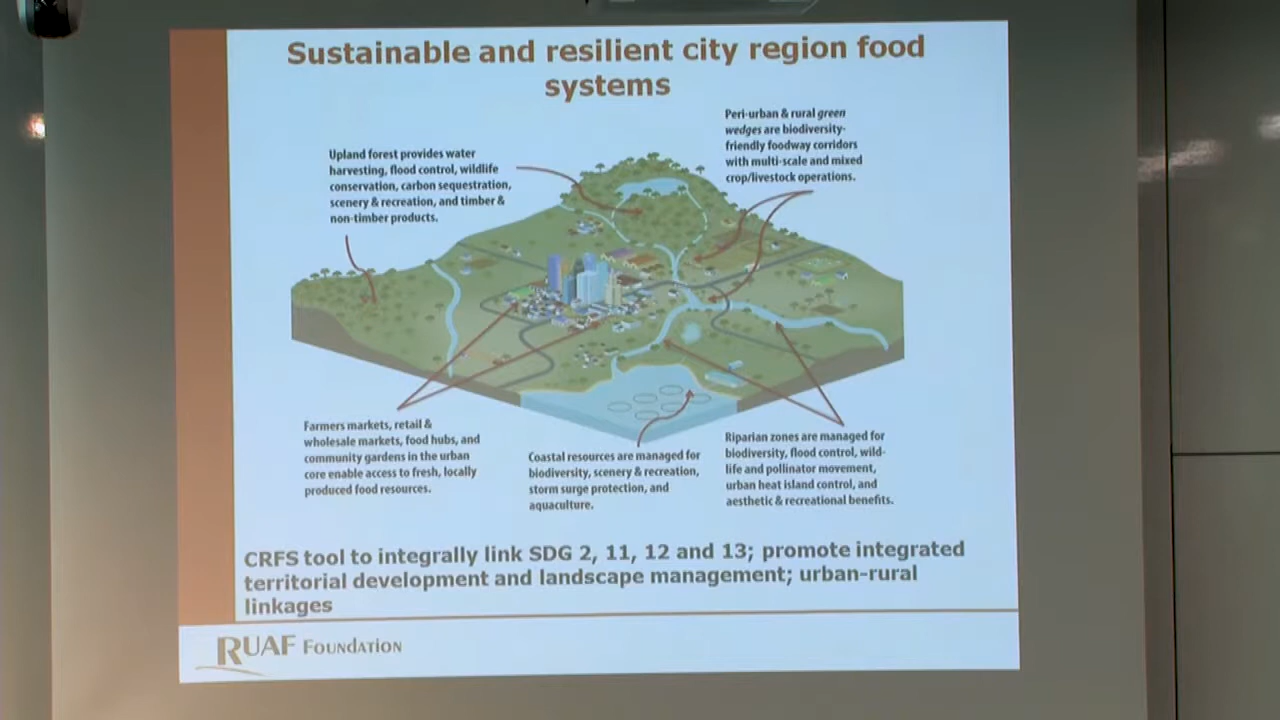 Sustainable and resilient city region food
systems
Peri-urban & rural green
wedges are biodiversity-
friendly foodway corridors
with multi-scale and mixed
crop/livestock operations.
Upland forest provides water
harvesting, flood control, wildlife
conservation, carbon sequestration,
scenery & recreation, and timber &
non-timber products.
Farmers markets, retail &
wholesale markets, food hubs, and
community gardens in the urban
core enable access to fresh, locally
produced food resources.
Coastal resources are managed for
biodiversity, scenery & recreation,
storm surge protection, and
aquaculture.
Riparian zones are managed for
biodiversity, flood control, wild-
life and pollinator movement,
urban heat island control, and
aesthetic & recreational benefits.
CRFS tool to integrally link SDG 2, 11, 12 and 13; promote integrated
territorial development and landscape management; urban-rural
linkages
RUAF Foundation